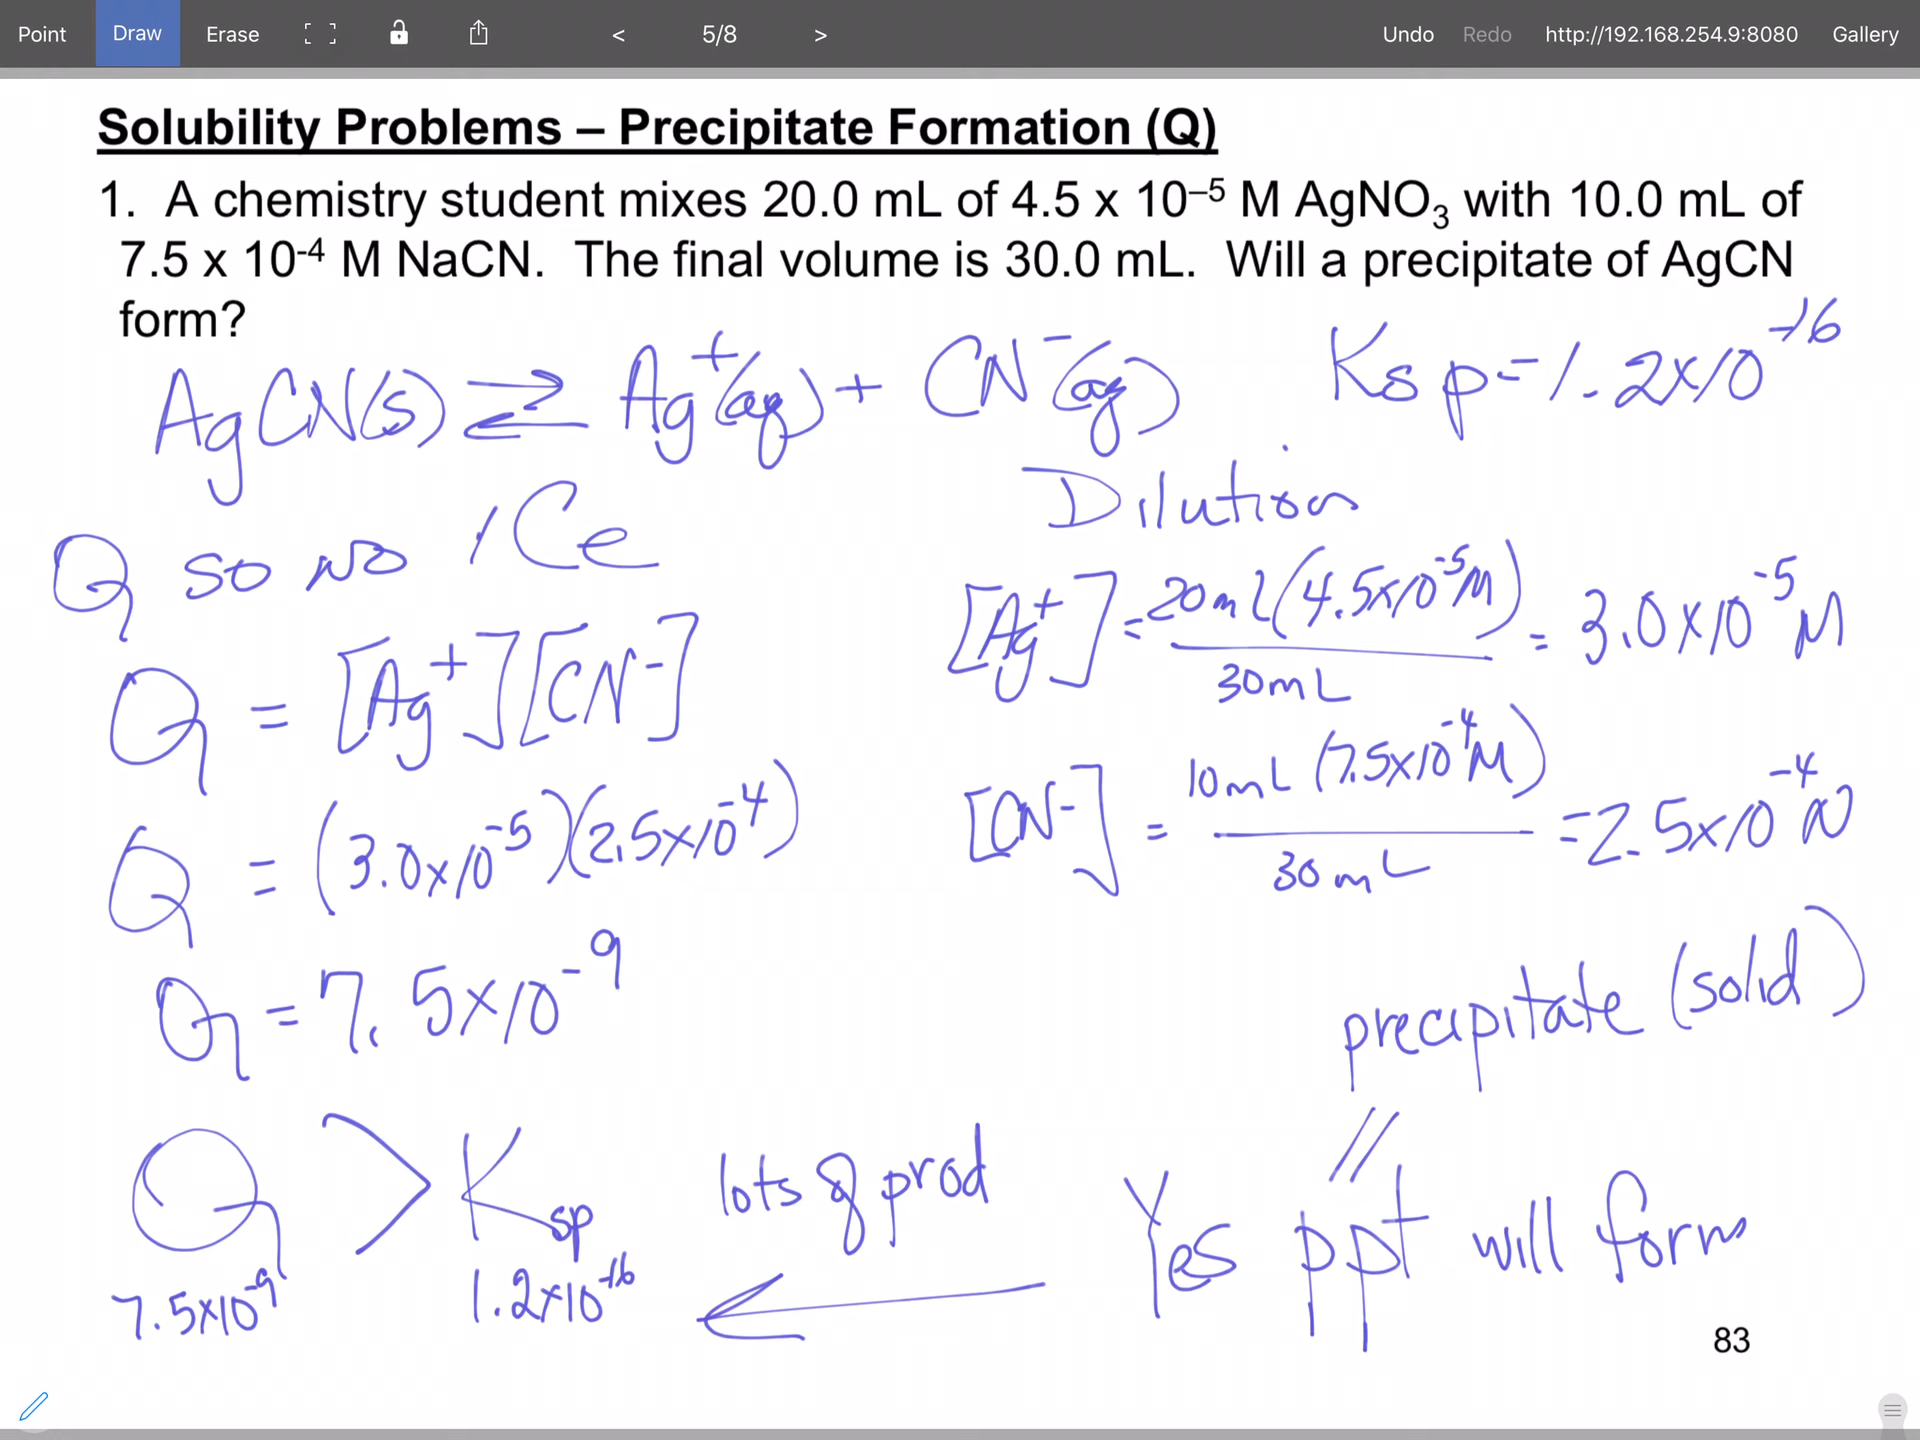 Point Draw Erase < 5/8 > Undo Redo http://192.168.254.9:8080 Gallery
Solubility Problems – Precipitate Formation (Q)
1. A chemistry student mixes 20.0 mL of 4.5 x 10⁻⁵ M AgNO₃ with 10.0 mL of
7.5 x 10⁻⁴ M NaCN. The final volume is 30.0 mL. Will a precipitate of AgCN
form?
AgCN(s) ⇄ Ag⁺(aq) + CN⁻(aq)
Ksp = 1.2x10⁻¹⁶
Q so NO ICe
Q = [Ag⁺][CN⁻]
Q = (3.0x10⁻⁵)(2.5x10⁻⁴)
Q = 7.5x10⁻⁹
Dilution
[Ag⁺] = 20mL(4.5x10⁻⁵M) = 3.0x10⁻⁵M
30mL
[CN⁻] = 10mL(7.5x10⁻⁴M) = 2.5x10⁻⁴M
30mL
precipitate (solid)
//
Q > Ksp lots of prod Yes ppt will form
7.5x10⁻⁹ 1.2x10⁻¹⁶ ←
83